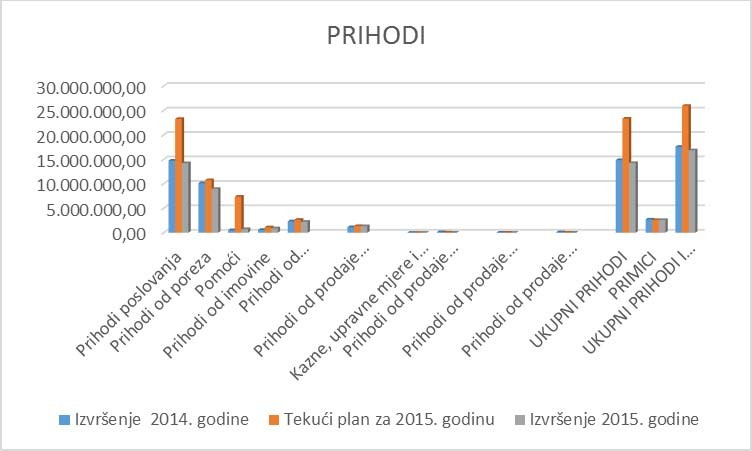 PRIHODI
30.000.000,00
25.000.000,00
20.000.000,00
15.000.000,00
10.000.000,00
5.000.000,00
0,00
Prihodi poslovanja
Prihodi od poreza
Pomoći
Prihodi od imovine
Prihodi od...
Prihodi od prodaje...
Kazne, upravne mjere i...
Prihodi od prodaje...
Prihodi od prodaje...
Prihodi od prodaje...
UKUPNI PRIHODI
PRIMICI
UKUPNI PRIHODI I...
Izvršenje 2014. godine
Tekući plan za 2015. godinu
Izvršenje 2015. godine